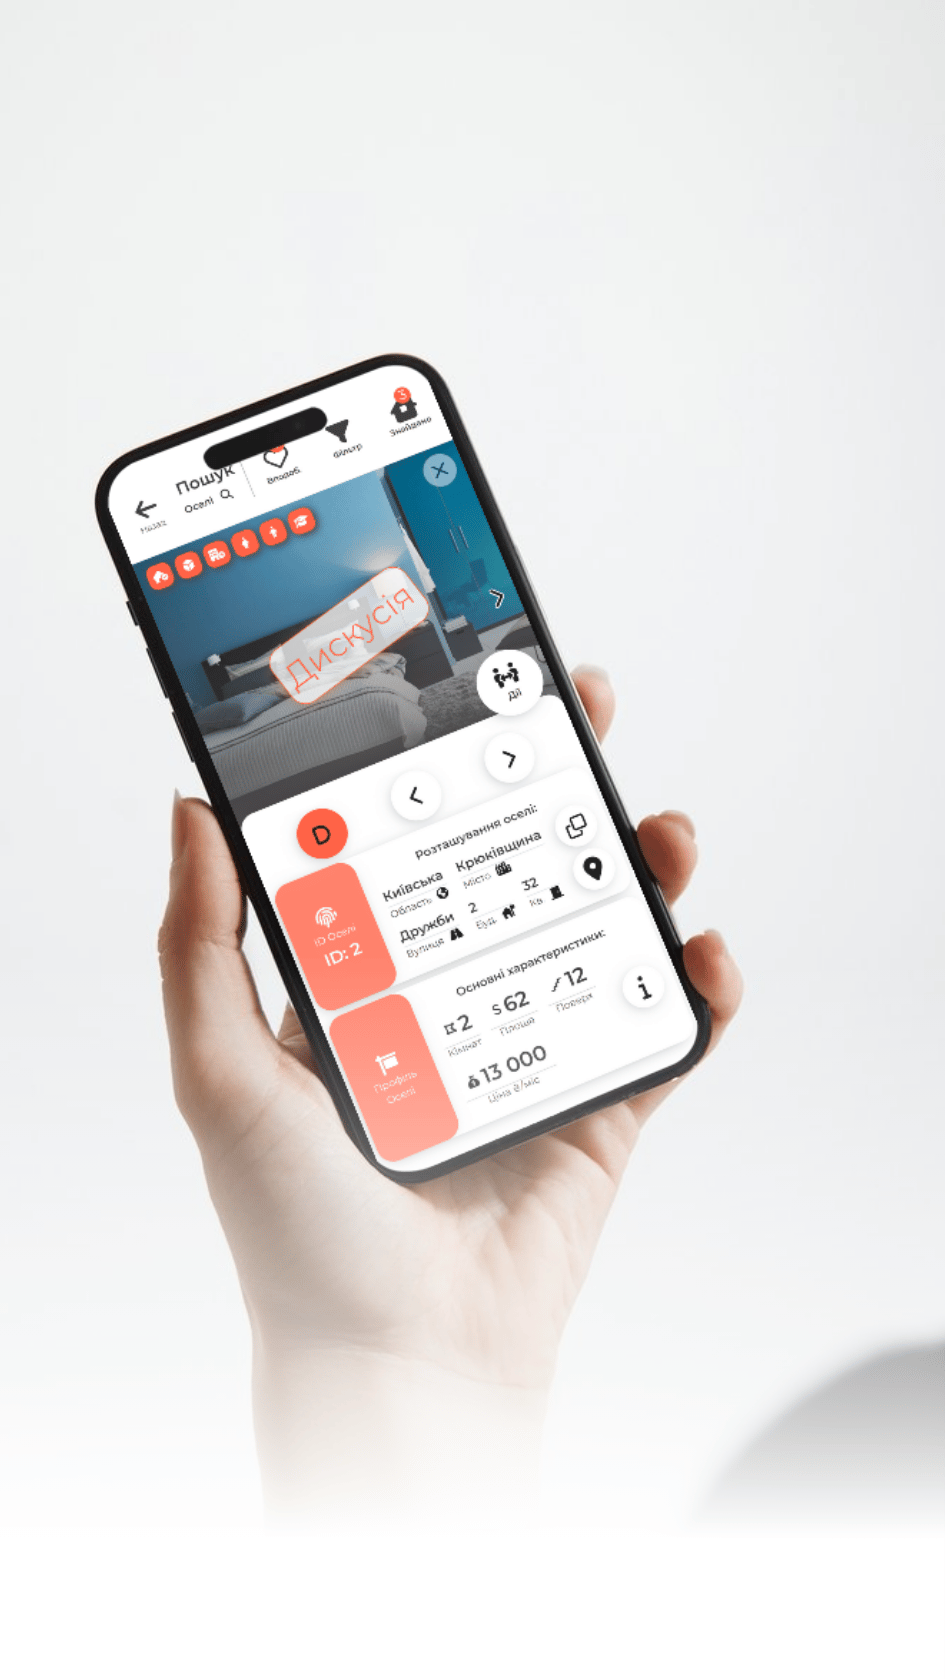 Пошук
Оселі
Назад
Вподоб
Фільтр
3
Знайдено
Дискусія
Дії
D
Розташування оселі:
Київська
Область
Крюківщина
Місто
Дружби
Вулиця
2
Буд
32
Кв
ID Оселі
ID: 2
Основні характеристики:
2
Кімнат
S 62
Площа
12
Поверх
13 000
Ціна ₴/міс
Профіль
Оселі